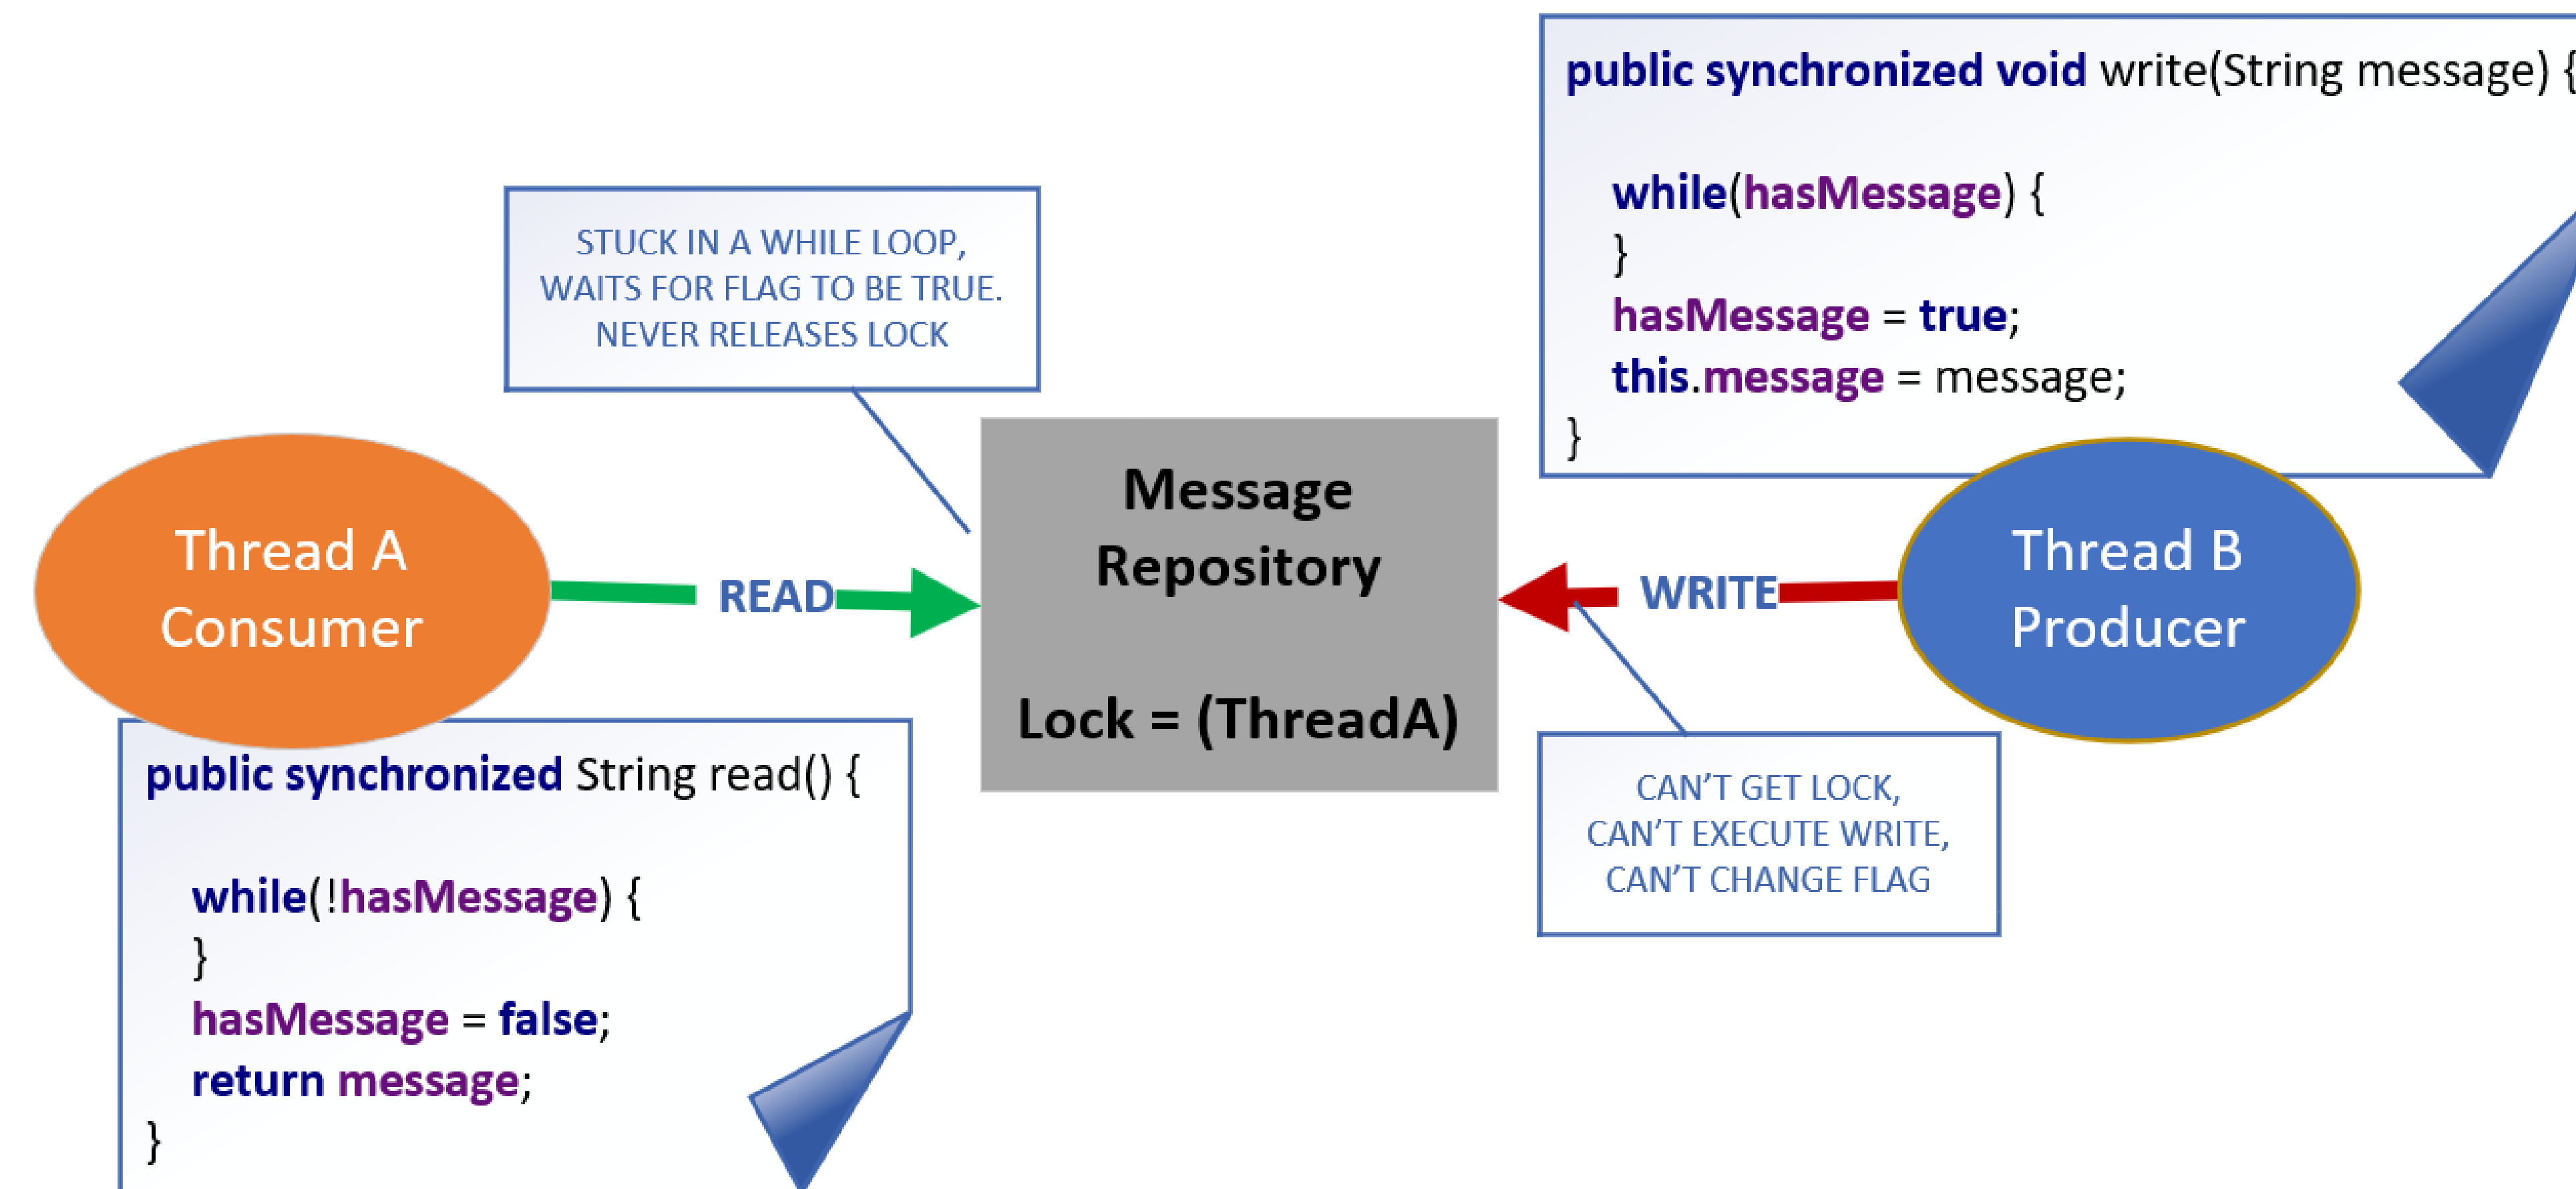 public synchronized void write(String message) {
while(hasMessage) {
}
hasMessage = true;
this.message = message;
}
STUCK IN A WHILE LOOP,
WAITS FOR FLAG TO BE TRUE.
NEVER RELEASES LOCK
Thread A
Consumer
READ
Message
Repository
Lock = (ThreadA)
WRITE
Thread B
Producer
public synchronized String read() {
while(!hasMessage) {
}
hasMessage = false;
return message;
}
CAN’T GET LOCK,
CAN’T EXECUTE WRITE,
CAN’T CHANGE FLAG